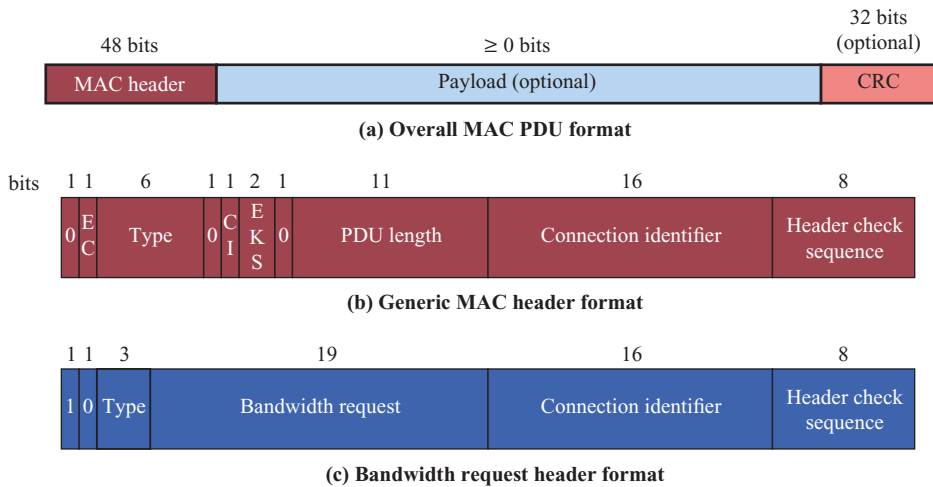 48 bits ≥ 0 bits 32 bits
(optional)
MAC header Payload (optional) CRC
(a) Overall MAC PDU format
bits 1 1 6 1 1 2 1 11 16 8
0 EC Type 0 CI EKS 0 PDU length Connection identifier Header check
sequence
(b) Generic MAC header format
1 1 3 19 16 8
1 0 Type Bandwidth request Connection identifier Header check
sequence
(c) Bandwidth request header format